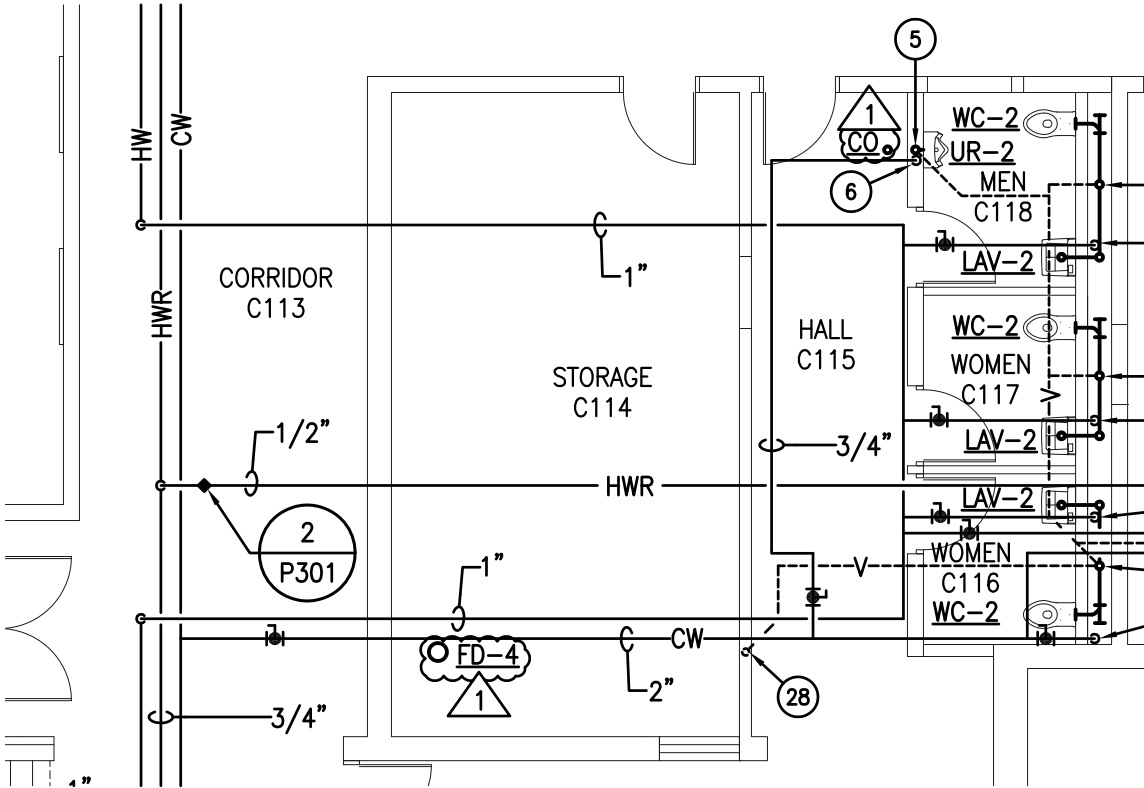 5
WC-2
HW
CW
1
CO
UR-2
6
MEN
C118
LAV-2
1"
CORRIDOR
C113
HWR
HALL
C115
WC-2
STORAGE
C114
WOMEN
C117
V
1/2"
3/4"
LAV-2
HWR
LAV-2
2
P301
1"
V
WOMEN
C116
WC-2
FD-4
CW
1
2"
28
3/4"
1"